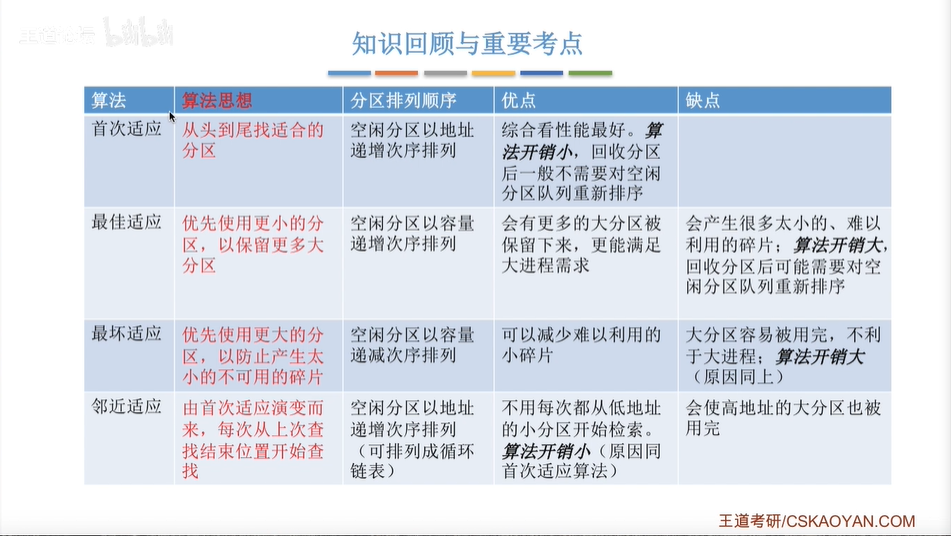 王道考研 bilibili
知识回顾与重要考点
算法
算法思想
分区排列顺序
优点
缺点
首次适应
从头到尾找适合的
分区
空闲分区以地址
递增次序排列
综合看性能最好。算
法开销小，回收分区
后一般不需要对空闲
分区队列重新排序
最佳适应
优先使用更小的分
区，以保留更多大
分区
空闲分区以容量
递增次序排列
会有更多的大分区被
保留下来，更能满足
大进程需求
会产生很多太小的、难以
利用的碎片；算法开销大，
回收分区后可能需要对空
闲分区队列重新排序
最坏适应
优先使用更大的分
区，以防止产生太
小的不可用的碎片
空闲分区以容量
递减次序排列
可以减少难以利用的
小碎片
大分区容易被用完，不利
于大进程；算法开销大
（原因同上）
邻近适应
由首次适应演变而
来，每次从上次查
找结束位置开始查
找
空闲分区以地址
递增次序排列
（可排列成循环
链表）
不用每次都从低地址
的小分区开始检索。
算法开销小（原因同
首次适应算法）
会使高地址的大分区也被
用完
王道考研/CSKAOYAN.COM